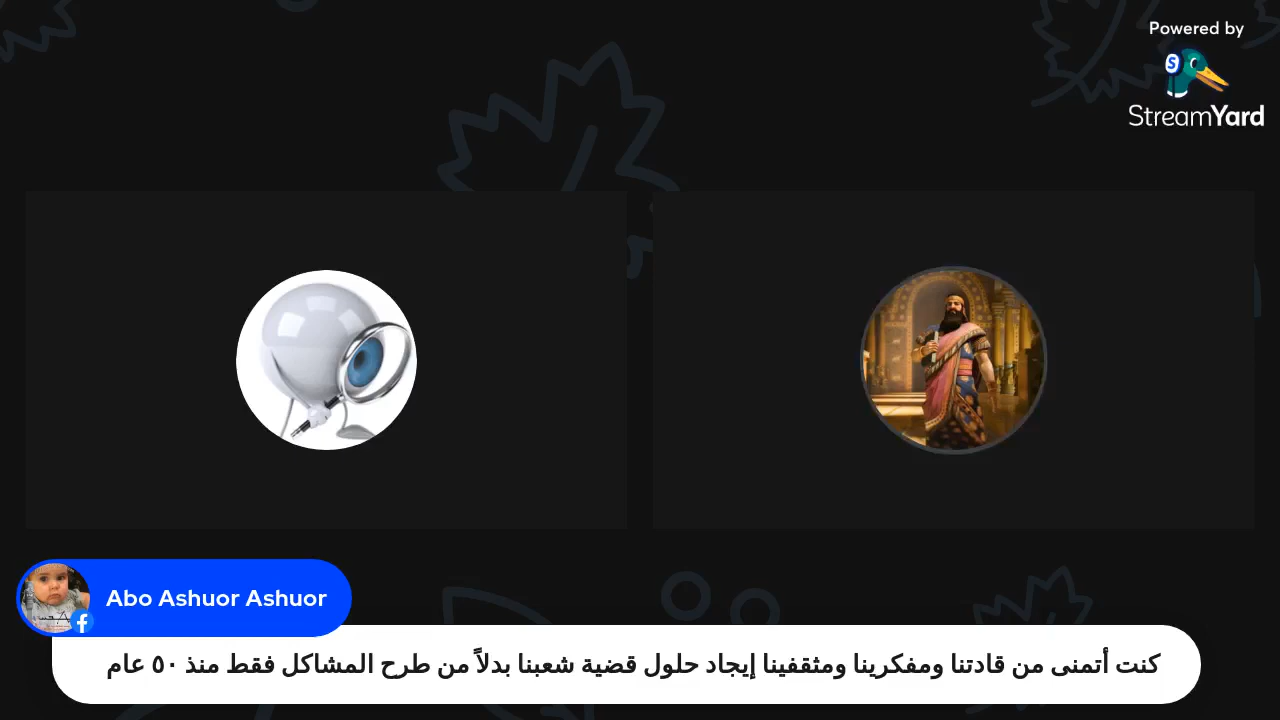 Powered by
StreamYard
Abo Ashuor Ashuor
كنت أتمنى من قادتنا ومفكرينا ومثقفينا إيجاد حلول قضية شعبنا بدلاً من طرح المشاكل فقط منذ ٥٠ عام